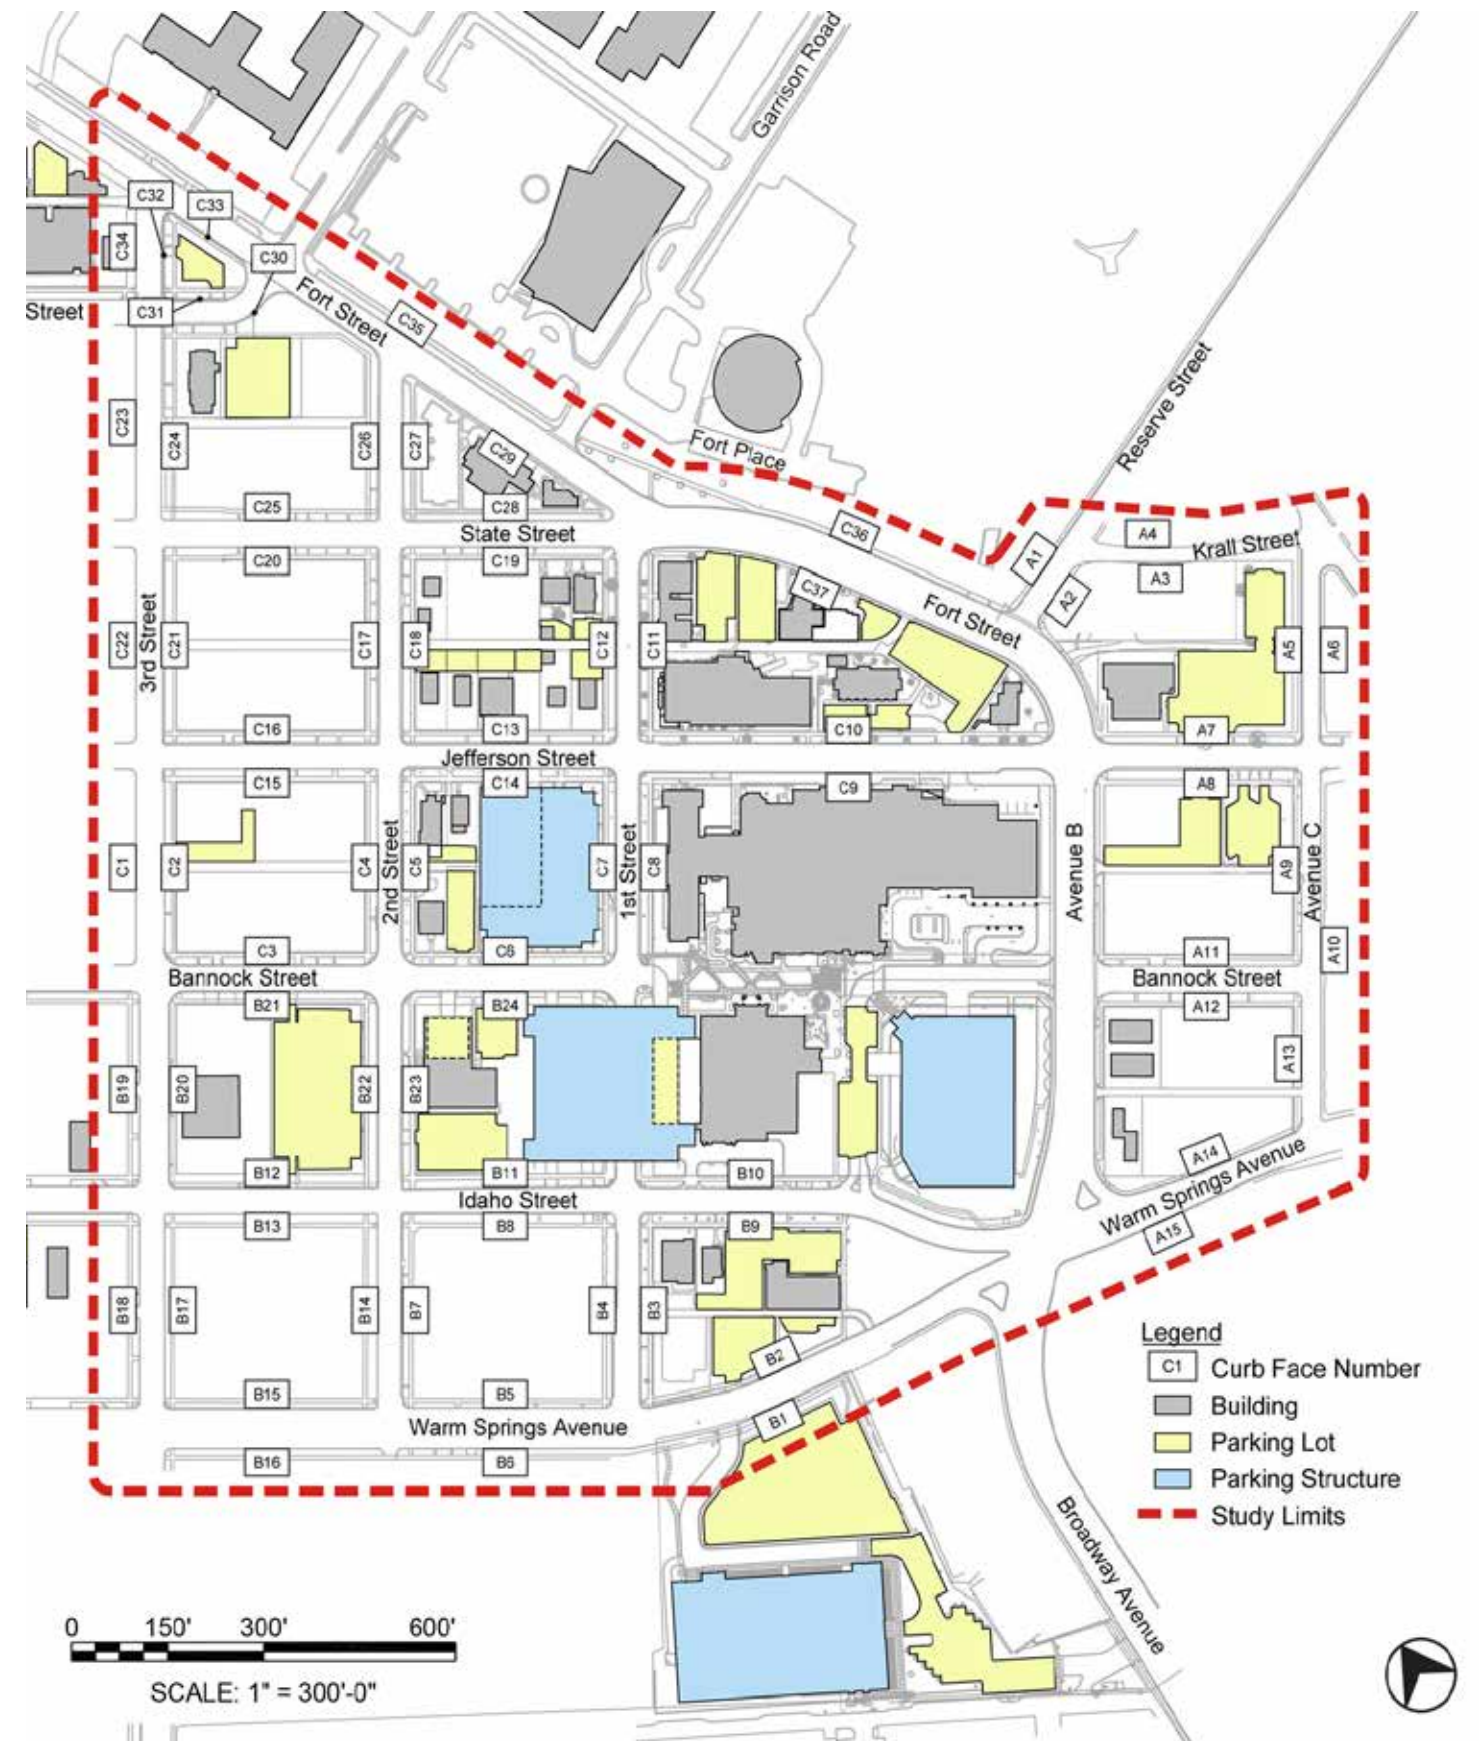 Garrison Road
C32
C33
C34
C30
C31
Street
Fort Street
C35
Reserve Street
C23
C24
C26
C27
C29
Fort Place
C25
C28
State Street
C36
A1
A4
Krall Street
C20
C19
C37
A2
A3
Fort Street
3rd Street
C22
C21
C17
C18
C12
C11
A5
A6
C16
C13
C10
A7
Jefferson Street
C15
C14
C9
A8
C1
C2
C4
2nd Street
C5
C7
1st Street
C8
Avenue B
A9
Avenue C
C3
C6
A11
A10
Bannock Street
Bannock Street
B21
B24
A12
B19
B20
B22
B23
A13
B12
B11
B10
A14
Idaho Street
Warm Springs Avenue
A15
B13
B8
B9
B18
B17
B14
B7
B4
B3
B2
B15
B5
B1
Warm Springs Avenue
B16
B6
Broadway Avenue
Legend
C1 Curb Face Number
Building
Parking Lot
Parking Structure
Study Limits
0 150' 300' 600'
SCALE: 1" = 300'-0"